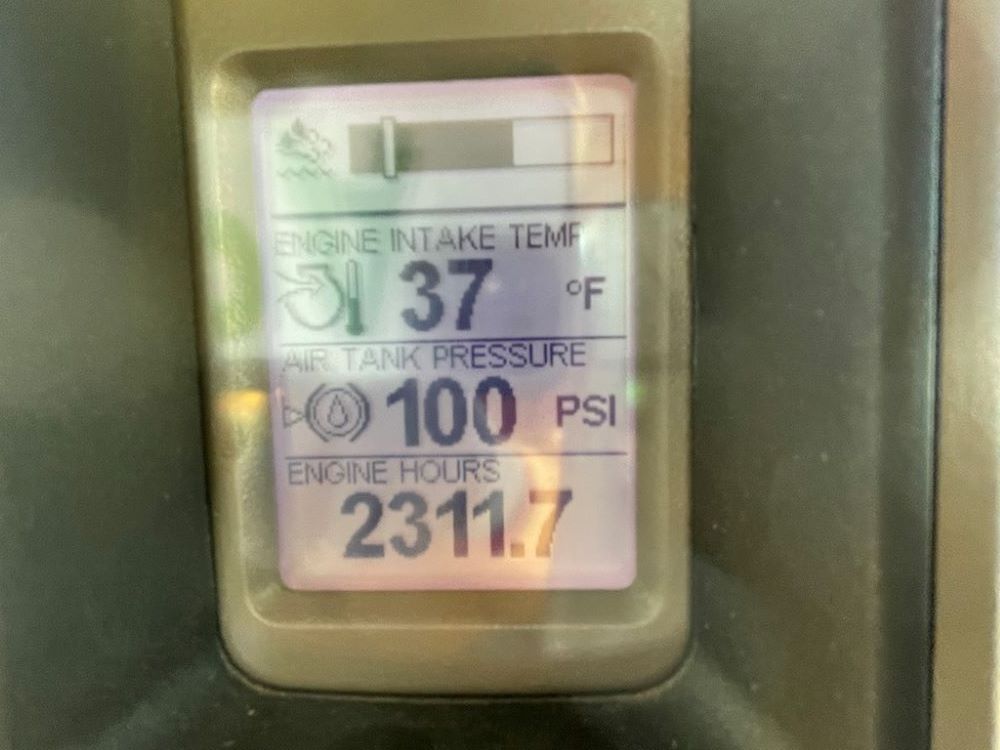 ENGINE INTAKE TEMP
37 °F
AIR TANK PRESSURE
100 PSI
ENGINE HOURS
2311.7